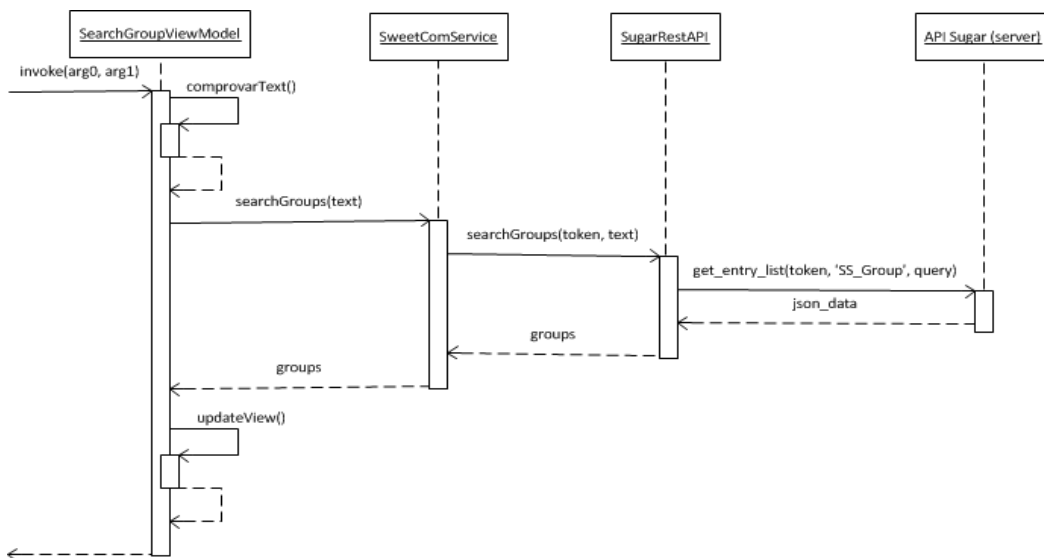 SearchGroupViewModel
SweetComService
SugarRestAPI
API Sugar (server)
invoke(arg0, arg1)
comprovarText()
searchGroups(text)
searchGroups(token, text)
get_entry_list(token, 'SS_Group', query)
json_data
groups
groups
updateView()